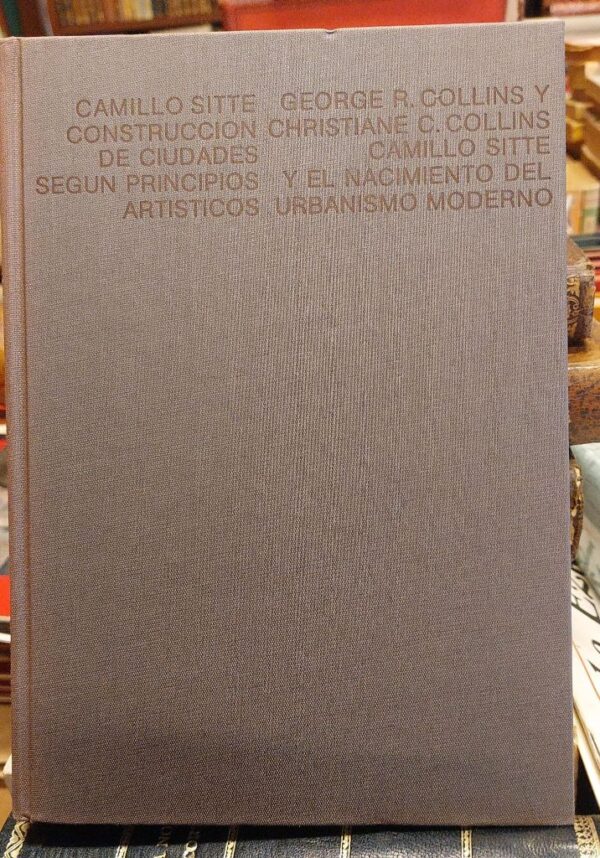 CAMILLO SITTE
CONSTRUCCION
DE CIUDADES
SEGUN PRINCIPIOS
ARTISTICOS
GEORGE R. COLLINS Y
CHRISTIANE C. COLLINS
CAMILLO SITTE
Y EL NACIMIENTO DEL
URBANISMO MODERNO